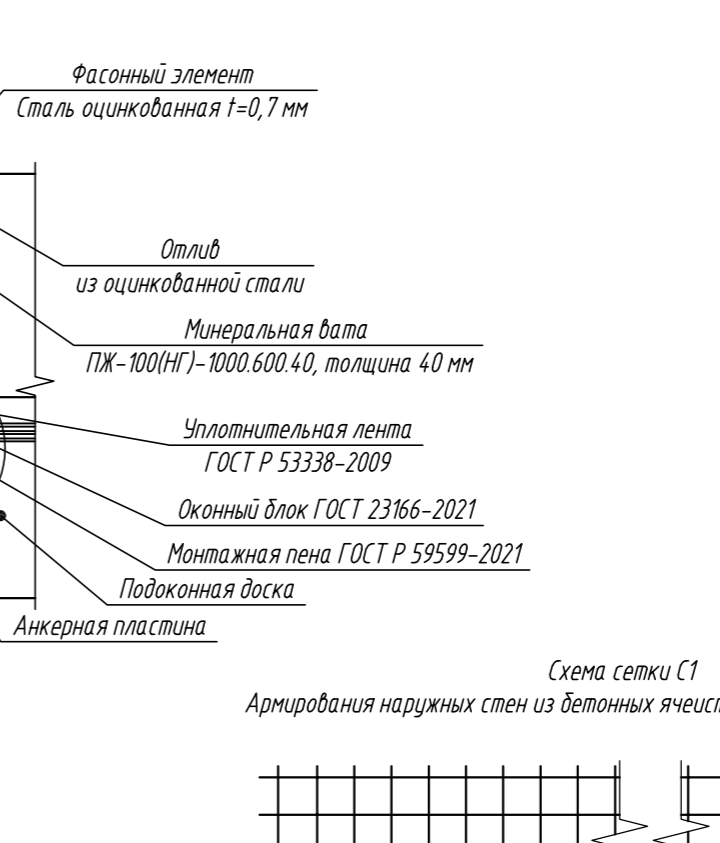 Фасонный элемент
Сталь оцинкованная t=0,7 мм
Отлив
из оцинкованной стали
Минеральная вата
ПЖ-100(НГ)-1000.600.40, толщина 40 мм
Уплотнительная лента
ГОСТ Р 53338-2009
Оконный блок ГОСТ 23166-2021
Монтажная пена ГОСТ Р 59599-2021
Подоконная доска
Анкерная пластина
Схема сетки С1
Армирования наружных стен из бетонных